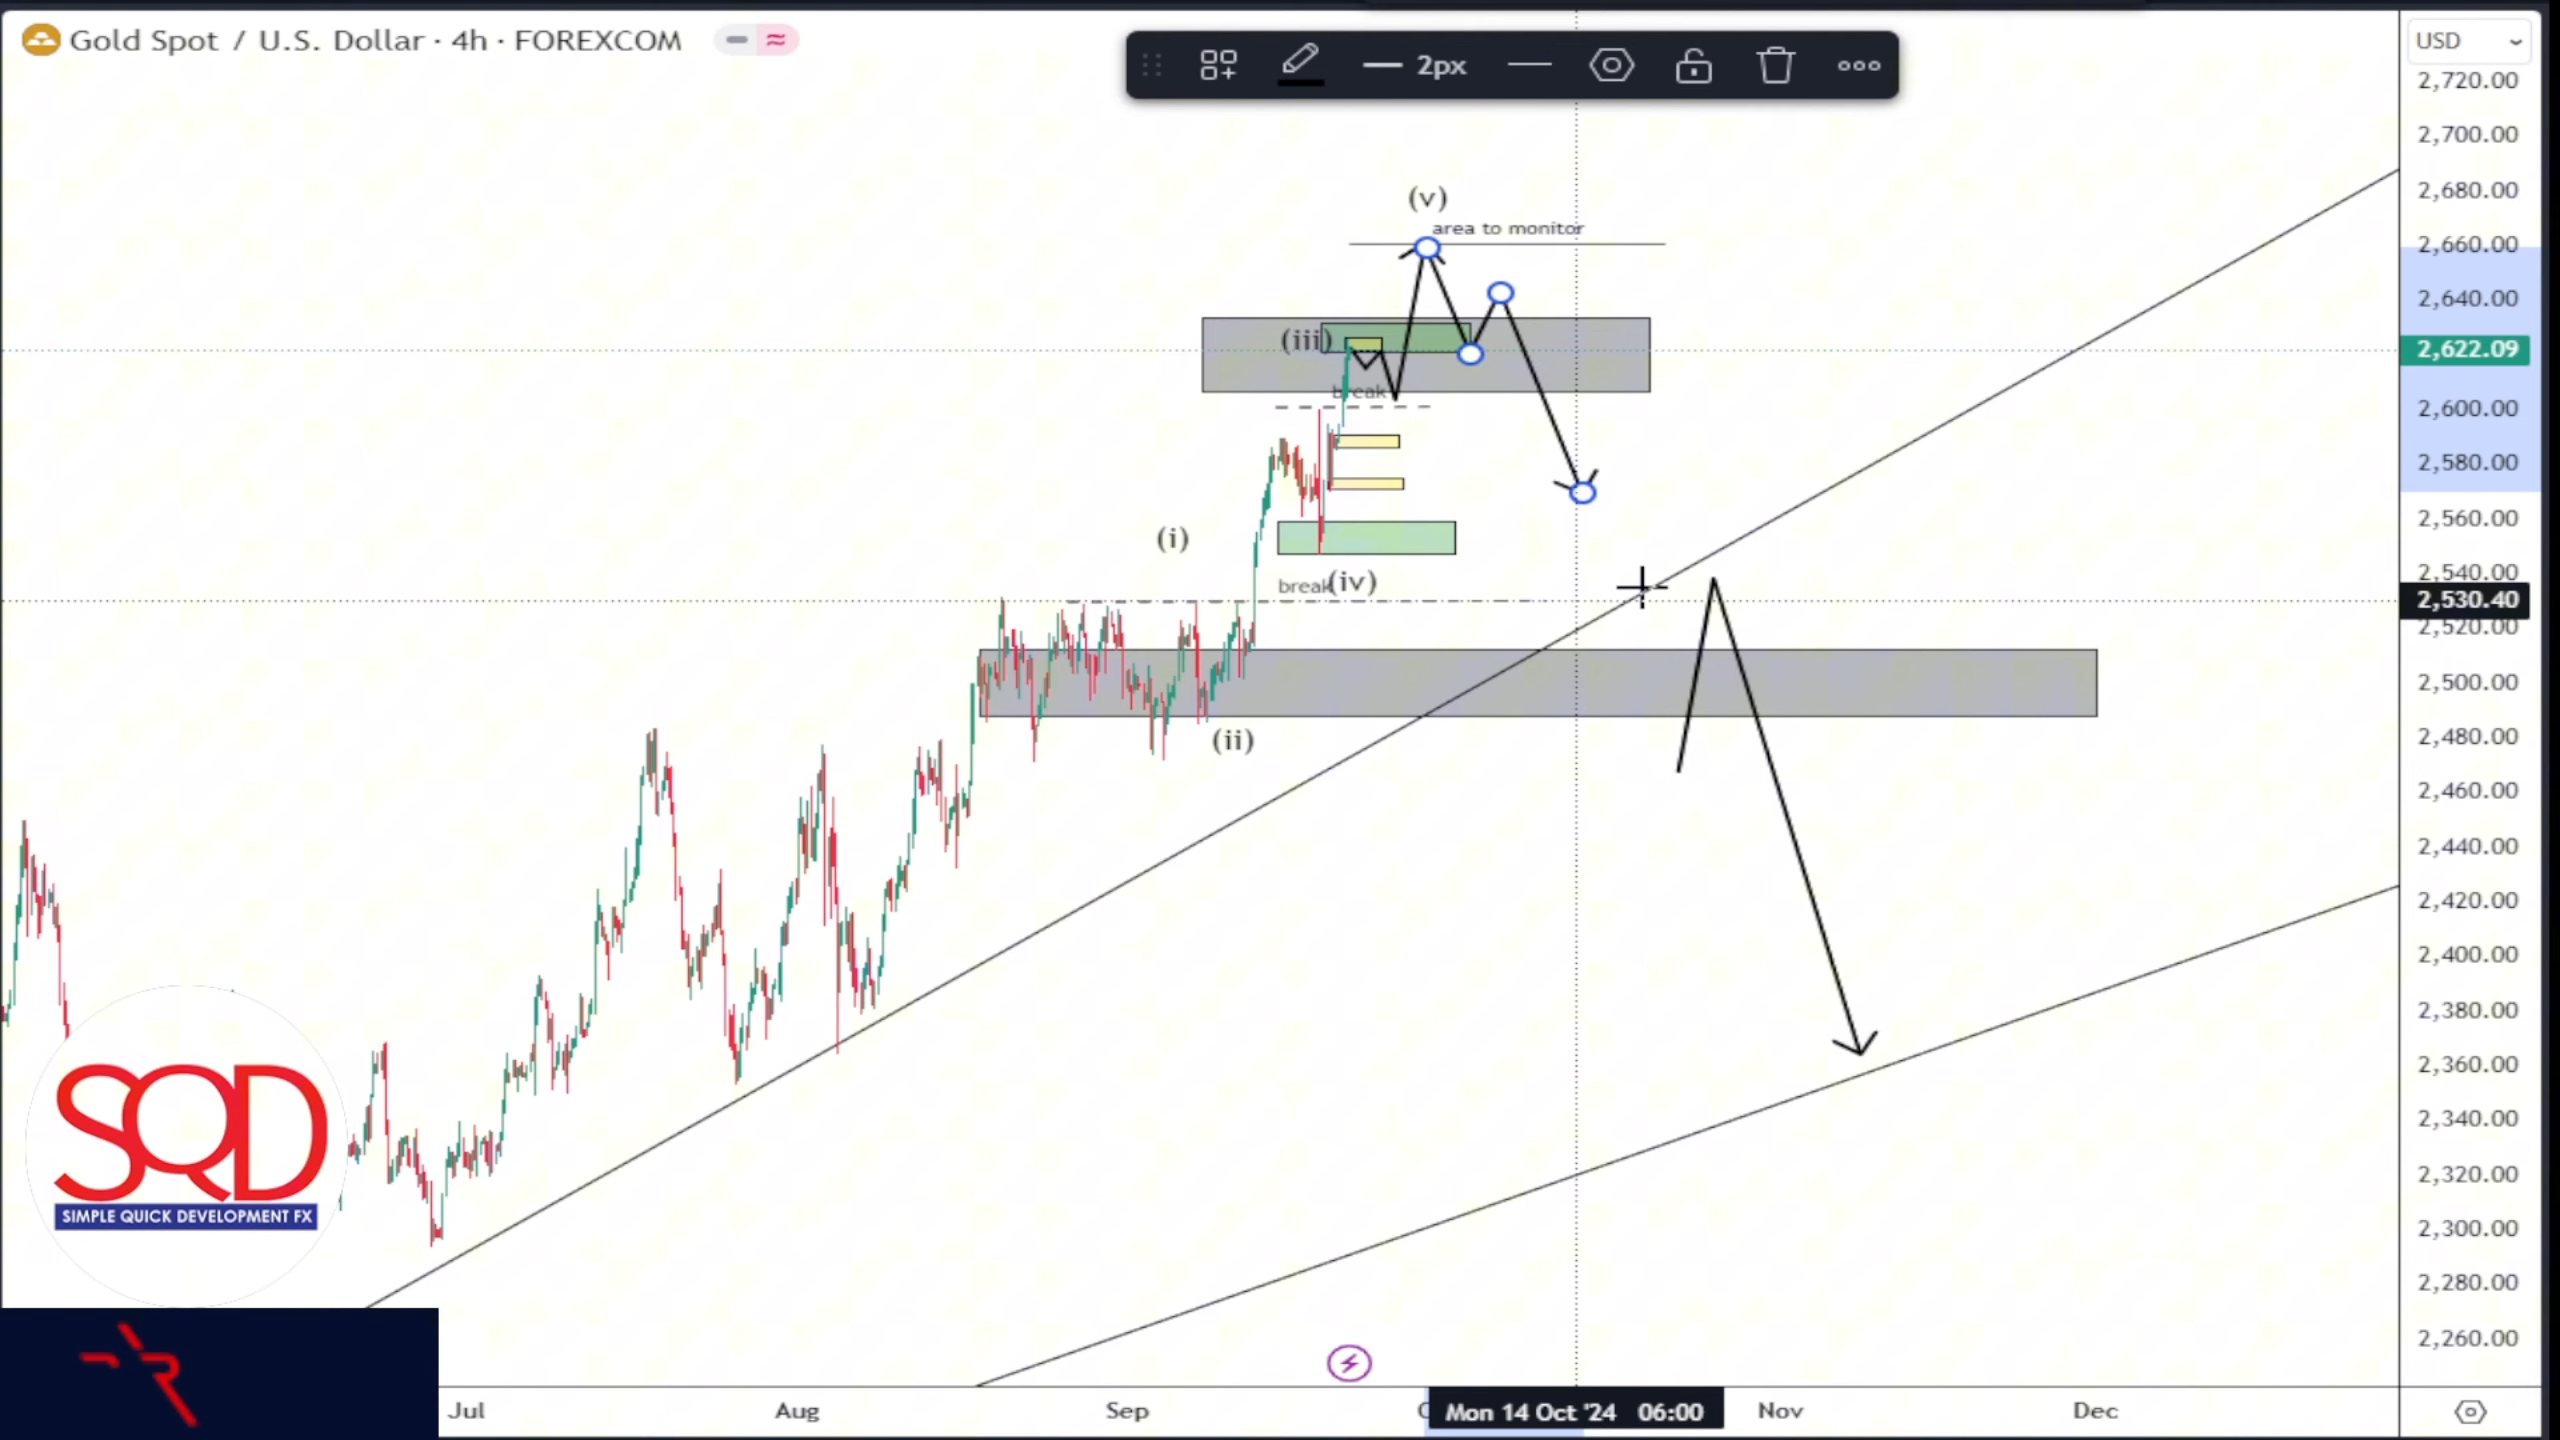 Gold Spot / U.S. Dollar · 4h · FOREXCOM
2px
USD
2,720.00
2,700.00
2,680.00
2,660.00
2,640.00
2,622.09
2,600.00
2,580.00
2,560.00
2,540.00
2,530.40
2,520.00
2,500.00
2,480.00
2,460.00
2,440.00
2,420.00
2,400.00
2,380.00
2,360.00
2,340.00
2,320.00
2,300.00
2,280.00
2,260.00
(v)
area to monitor
(iii)
break
(i)
break
(iv)
(ii)
SQD
SIMPLE QUICK DEVELOPMENT FX
Jul
Aug
Sep
Mon 14 Oct '24 06:00
Nov
Dec